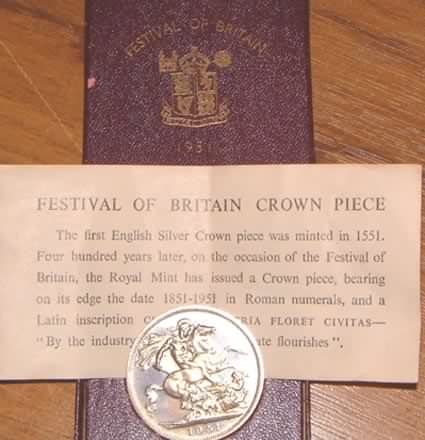 FESTIVAL OF BRITAIN
1951
FESTIVAL OF BRITAIN CROWN PIECE
The first English Silver Crown piece was minted in 1551.
Four hundred years later, on the occasion of the Festival of
Britain, the Royal Mint has issued a Crown piece, bearing
on its edge the date 1851-1951 in Roman numerals, and a
Latin inscription RIA FLORET CIVITAS—
"By the industry ate flourishes".
1951